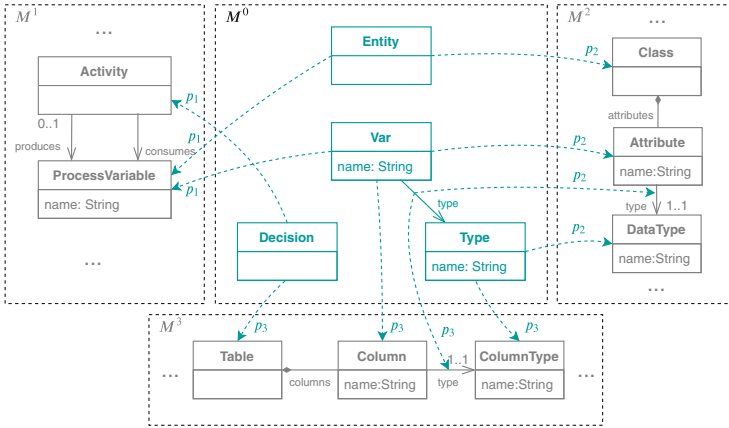 M¹
...
Activity
0..1
produces
consumes
ProcessVariable
name: String
...
M⁰
Entity
Var
name: String
type
Decision
Type
name: String
M²
...
Class
attributes
Attribute
name:String
type
1..1
DataType
name:String
...
p₁
p₁
p₁
p₂
p₂
p₂
p₂
p₃
p₃
p₃
p₃
M³
...
Table
columns
Column
name:String
1..1
type
ColumnType
name:String
...